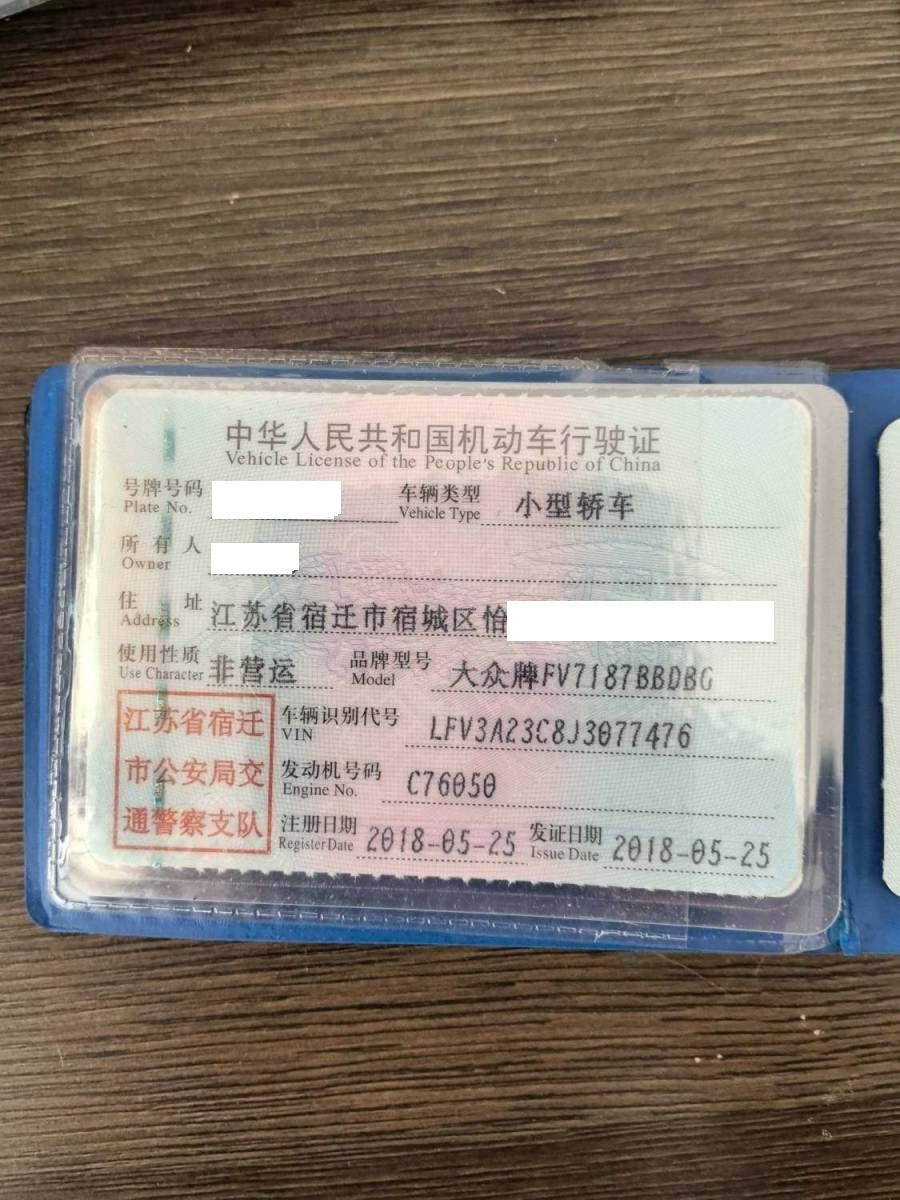 中华人民共和国机动车行驶证
Vehicle License of the People's Republic of China
号牌号码 车辆类型 小型轿车
Plate No. Vehicle Type
所有人
Owner
住址 江苏省宿迁市宿城区怡
Address
使用性质 非营运 品牌型号 大众牌FV7187BBDBG
Use Character Model
江苏省宿迁
市公安局交
通警察支队
车辆识别代号 LFV3A23C8J3077476
VIN
发动机号码 C76050
Engine No.
注册日期 2018-05-25 发证日期 2018-05-25
Register Date Issue Date